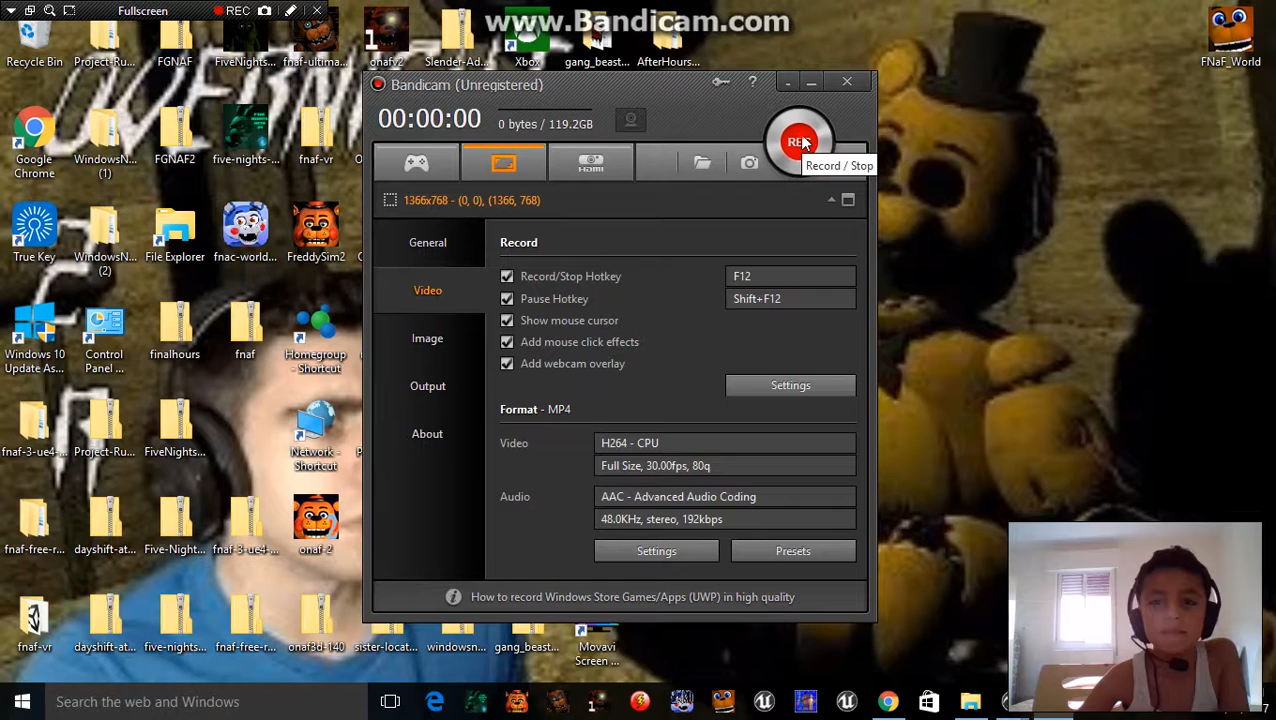 Fullscreen
REC
www.Bandicam.com
Recycle Bin
Project-Ru...
FGNAF
FiveNights...
fnaf-ultima...
onafv2
Slender-Ad...
Xbox
gang_beast...
AfterHours...
FNaF_World
Bandicam (Unregistered)
?
00:00:00
0 bytes / 119.2GB
REC
Record / Stop
HDMI
1366x768 - (0, 0), (1366, 768)
Google Chrome
WindowsN... (1)
FGNAF2
five-nights-...
fnaf-vr
True Key
WindowsN... (2)
File Explorer
fnac-world...
FreddySim2
General
Video
Image
Output
About
Record
Record/Stop Hotkey
F12
Pause Hotkey
Shift+F12
Show mouse cursor
Add mouse click effects
Add webcam overlay
Settings
Format - MP4
Video
H264 - CPU
Full Size, 30.00fps, 80q
Audio
AAC - Advanced Audio Coding
48.0KHz, stereo, 192kbps
Settings
Presets
How to record Windows Store Games/Apps (UWP) in high quality
Windows 10 Update As...
Control Panel ...
finalhours
fnaf
Homegroup - Shortcut
fnaf-3-ue4-...
Project-Ru...
FiveNights...
Network - Shortcut
fnaf-free-r...
dayshift-at...
Five-Night...
fnaf-3-ue4-...
onaf-2
fnaf-vr
dayshift-at...
five-nights...
fnaf-free-r...
onaf3d-140
sister-locat...
windowsn...
gang_beast...
Movavi Screen ...
Search the web and Windows